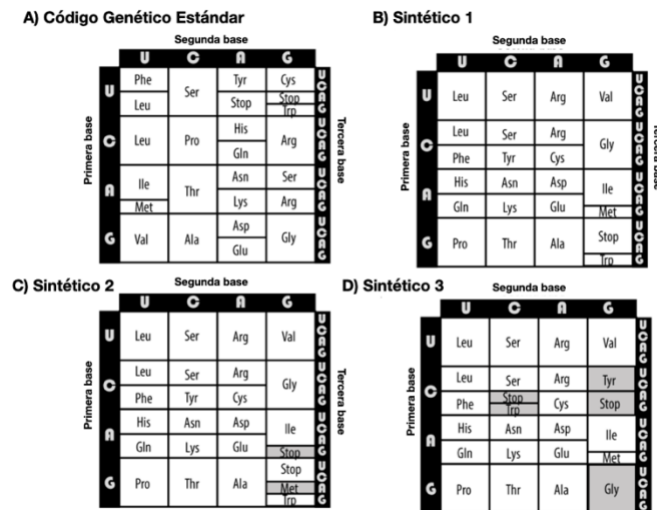 A) Código Genético Estándar
Segunda base
U C A G
Primera base
Tercera base
U
Phe Ser Tyr Cys U
C
Leu Stop Stop A
Trp G
C
Leu Pro His Arg U
C
Gln A
G
A
Ile Thr Asn Ser U
C
Lys Arg A
Met G
G
Val Ala Asp Gly U
C
Glu A
G
B) Sintético 1
Segunda base
U C A G
Primera base
U
Leu Ser Arg Val U
C
A
G
C
Leu Ser Arg Gly U
C
Phe Tyr Cys A
G
A
His Asn Asp Ile U
C
Gln Lys Glu A
Met G
G
Pro Thr Ala Stop U
C
A
Trp G
C) Sintético 2
Segunda base
U C A G
Primera base
Tercera base
U
Leu Ser Arg Val U
C
A
G
C
Leu Ser Arg Gly U
C
Phe Tyr Cys A
G
A
His Asn Asp Ile U
C
Gln Lys Glu A
Stop G
G
Pro Thr Ala Stop U
C
Met A
Trp G
D) Sintético 3
Segunda base
U C A G
Primera base
U
Leu Ser Arg Val U
C
A
G
C
Leu Ser Arg Tyr U
C
Phe Stop Cys Stop A
Trp G
A
His Asn Asp Ile U
C
Gln Lys Glu A
Met G
G
Pro Thr Ala Gly U
C
A
G